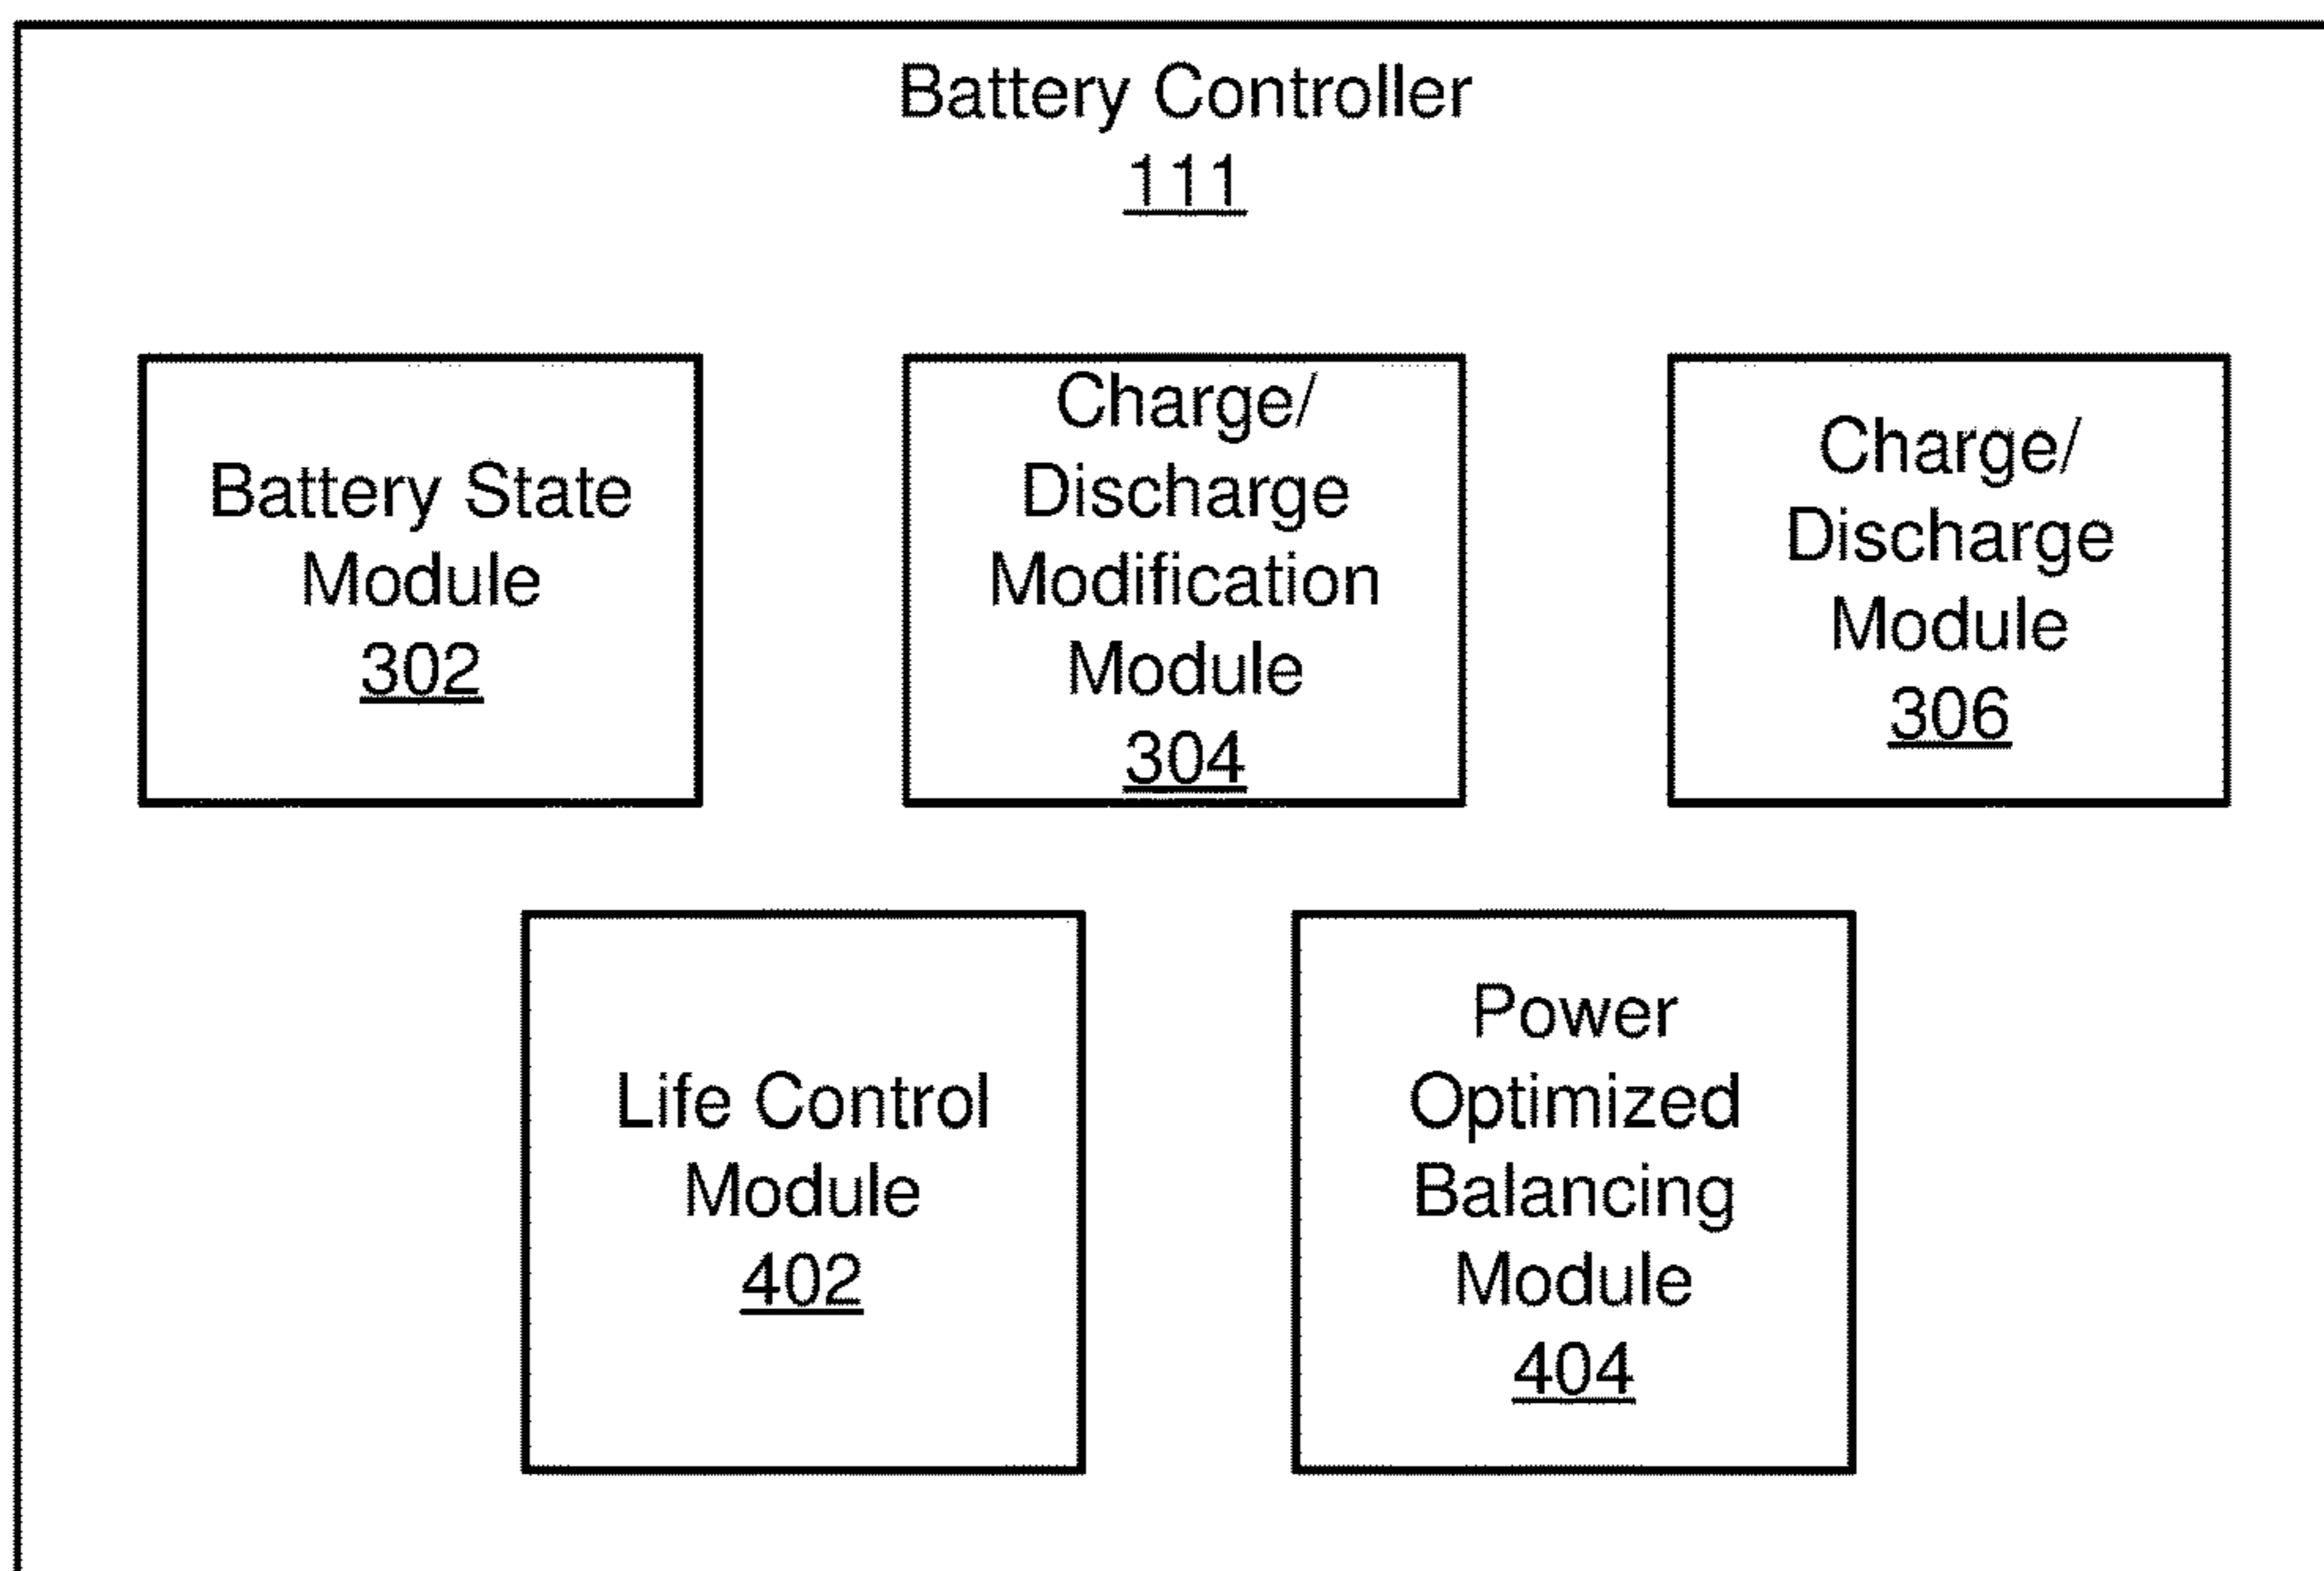 Battery Controller
111
Battery State
Module
302
Charge/
Discharge
Modification
Module
304
Charge/
Discharge
Module
306
Life Control
Module
402
Power
Optimized
Balancing
Module
404